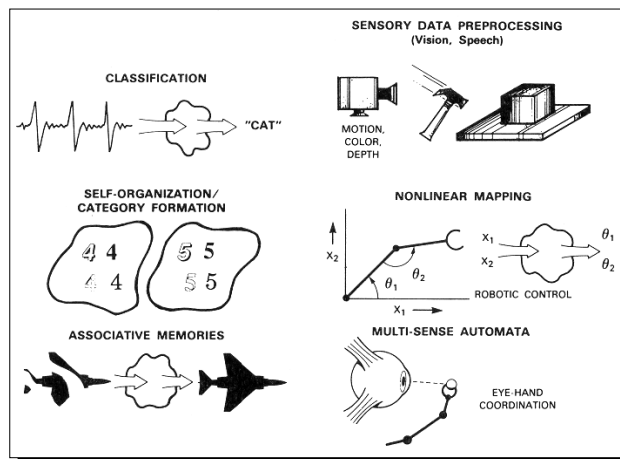 CLASSIFICATION
"CAT"
SENSORY DATA PREPROCESSING
(Vision, Speech)
MOTION,
COLOR,
DEPTH
SELF-ORGANIZATION/
CATEGORY FORMATION
4 4
4 4
5 5
5 5
NONLINEAR MAPPING
X₂
θ₁
θ₂
X₁
X₁
X₂
θ₁
θ₂
ROBOTIC CONTROL
ASSOCIATIVE MEMORIES
MULTI-SENSE AUTOMATA
EYE-HAND
COORDINATION